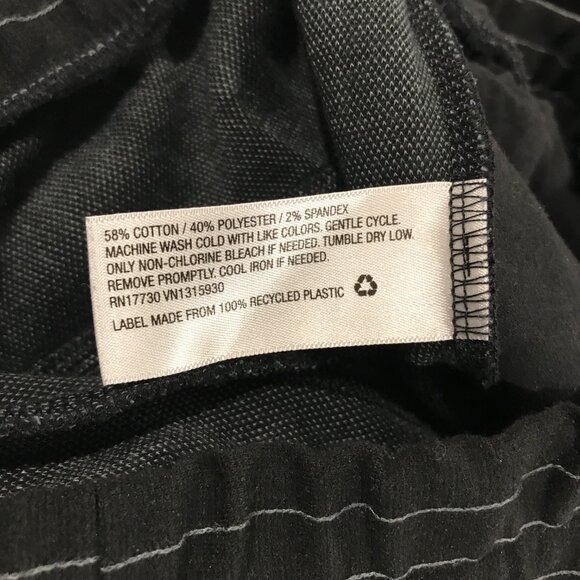 58% COTTON / 40% POLYESTER / 2% SPANDEX
MACHINE WASH COLD WITH LIKE COLORS. GENTLE CYCLE.
ONLY NON-CHLORINE BLEACH IF NEEDED. TUMBLE DRY LOW.
REMOVE PROMPTLY. COOL IRON IF NEEDED.
RN17730 VN1315930
LABEL MADE FROM 100% RECYCLED PLASTIC